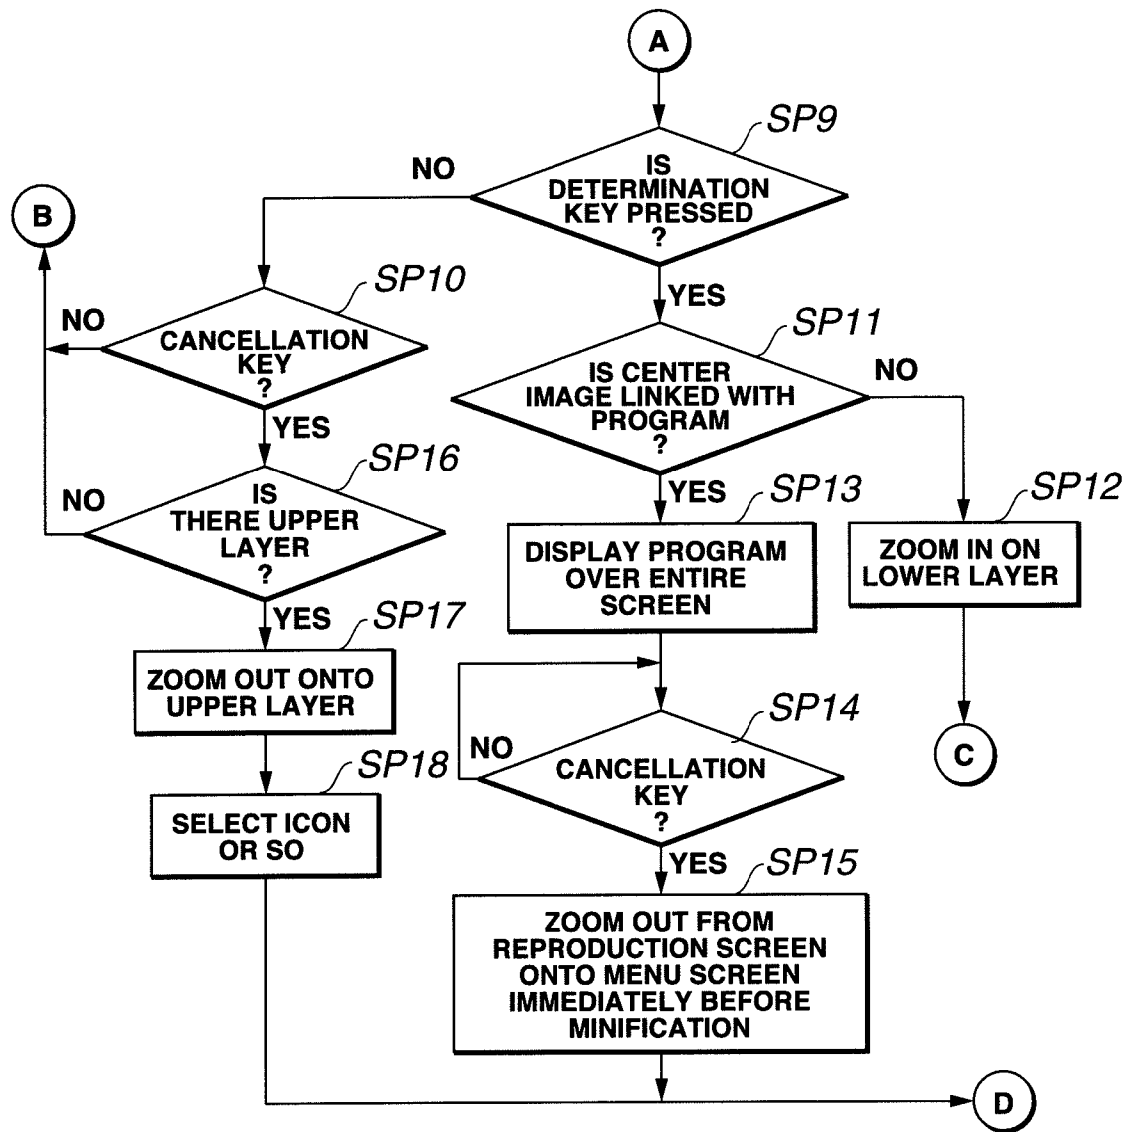 A
SP9
NO
IS
DETERMINATION
KEY PRESSED
?
B
YES
SP10
NO
CANCELLATION
KEY
?
SP11
IS CENTER
IMAGE LINKED WITH
PROGRAM
?
NO
YES
SP16
NO
IS
THERE UPPER
LAYER
?
YES
SP13
DISPLAY PROGRAM
OVER ENTIRE
SCREEN
SP12
ZOOM IN ON
LOWER LAYER
YES
SP17
ZOOM OUT ONTO
UPPER LAYER
SP14
NO
CANCELLATION
KEY
?
C
SP18
SELECT ICON
OR SO
YES
SP15
ZOOM OUT FROM
REPRODUCTION SCREEN
ONTO MENU SCREEN
IMMEDIATELY BEFORE
MINIFICATION
D